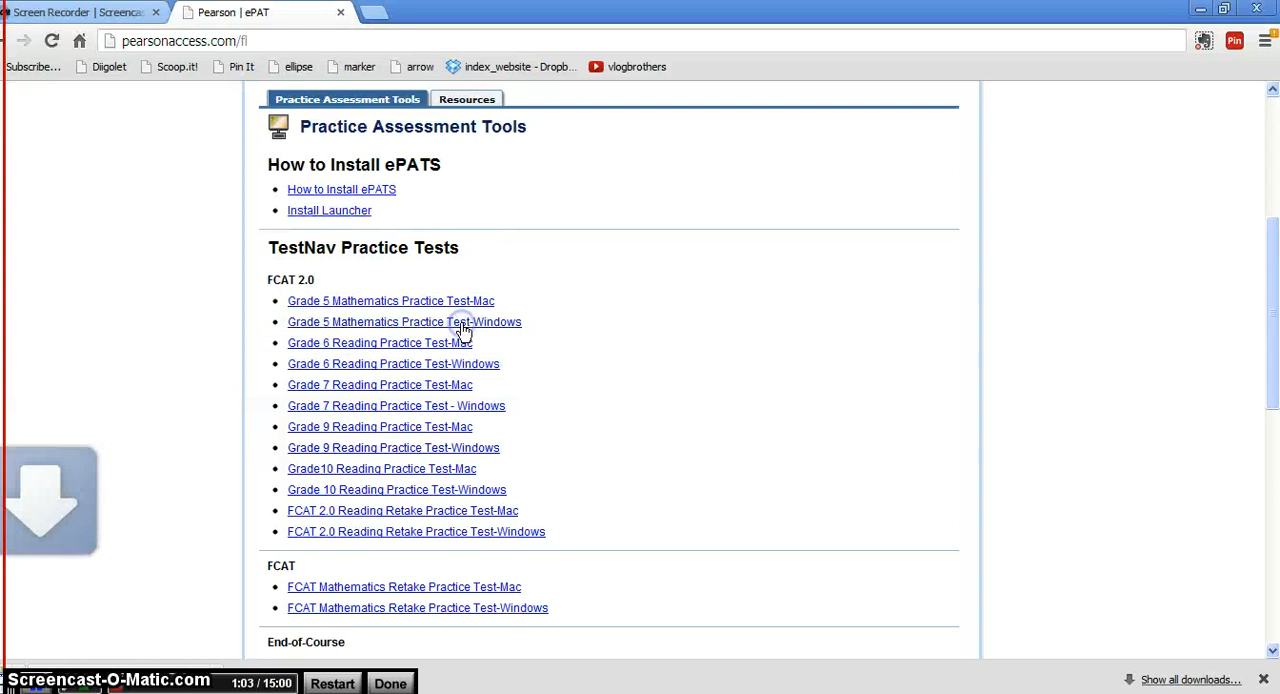 Screen Recorder | Screencas
Pearson | ePAT
pearsonaccess.com/fl
Pin
Subscribe... Diigolet Scoop.it! Pin It ellipse marker arrow index_website - Dropb... vlogbrothers
Practice Assessment Tools Resources
Practice Assessment Tools
How to Install ePATS
How to Install ePATS
Install Launcher
TestNav Practice Tests
FCAT 2.0
Grade 5 Mathematics Practice Test-Mac
Grade 5 Mathematics Practice Test-Windows
Grade 6 Reading Practice Test-Mac
Grade 6 Reading Practice Test-Windows
Grade 7 Reading Practice Test-Mac
Grade 7 Reading Practice Test - Windows
Grade 9 Reading Practice Test-Mac
Grade 9 Reading Practice Test-Windows
Grade10 Reading Practice Test-Mac
Grade 10 Reading Practice Test-Windows
FCAT 2.0 Reading Retake Practice Test-Mac
FCAT 2.0 Reading Retake Practice Test-Windows
FCAT
FCAT Mathematics Retake Practice Test-Mac
FCAT Mathematics Retake Practice Test-Windows
End-of-Course
Screencast-O-Matic.com 1:03 / 15:00 Restart Done
Show all downloads...